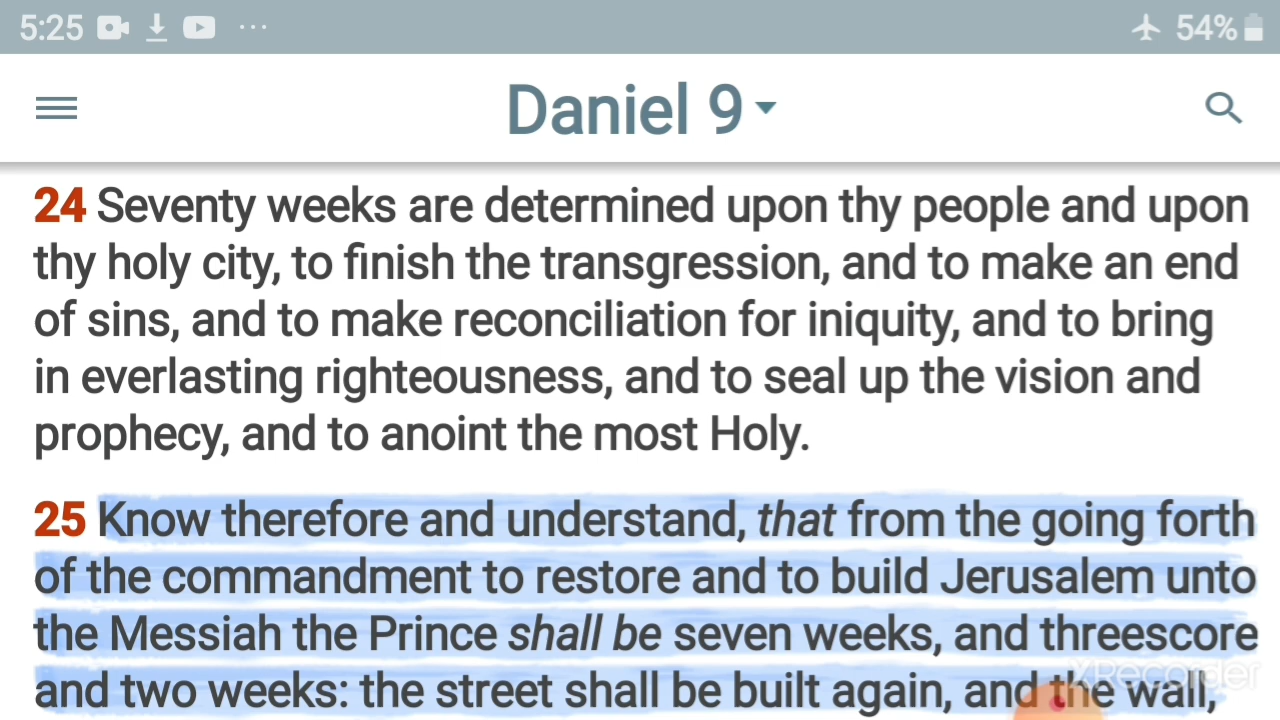 5:25 ... 54%
Daniel 9
24 Seventy weeks are determined upon thy people and upon
thy holy city, to finish the transgression, and to make an end
of sins, and to make reconciliation for iniquity, and to bring
in everlasting righteousness, and to seal up the vision and
prophecy, and to anoint the most Holy.
25 Know therefore and understand, that from the going forth
of the commandment to restore and to build Jerusalem unto
the Messiah the Prince shall be seven weeks, and threescore
XRecorder
and two weeks: the street shall be built again, and the wall,